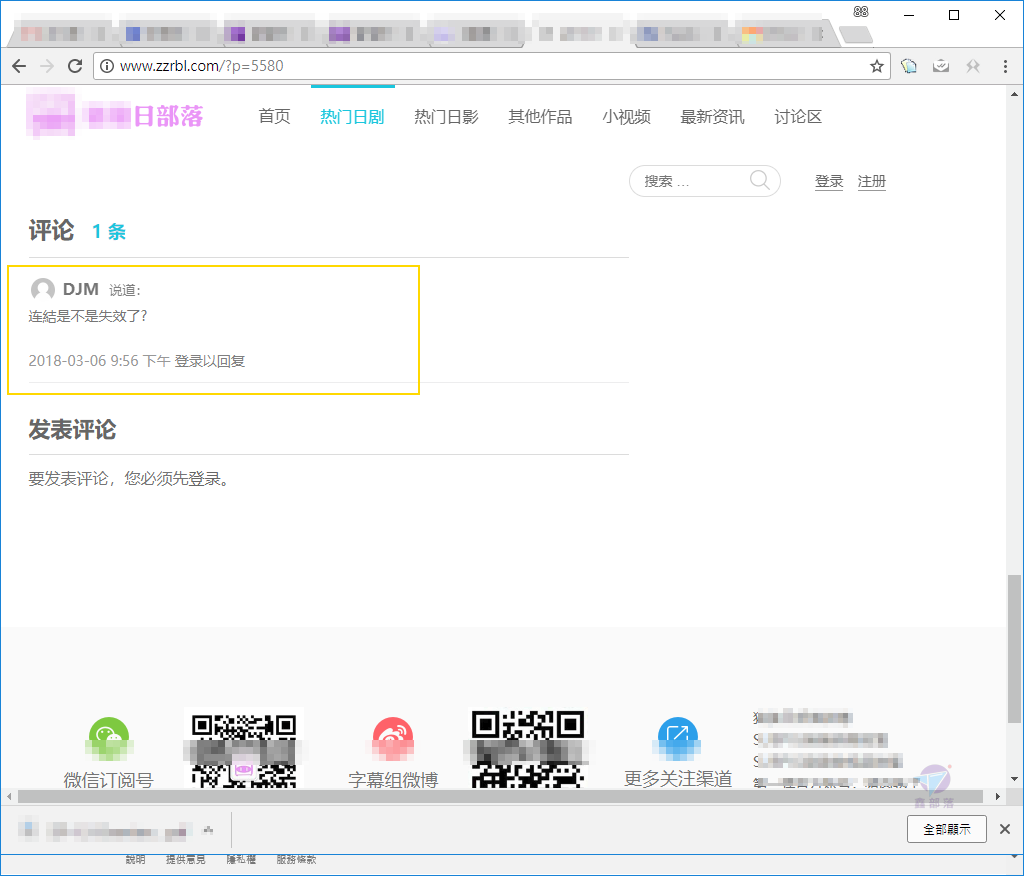 88
www.zzrbl.com/?p=5580
日部落
首页 热门日剧 热门日影 其他作品 小视频 最新资讯 讨论区
搜索 ... 登录 注册
评论 1 条
DJM 说道:
连結是不是失效了?
2018-03-06 9:56 下午 登录以回复
发表评论
要发表评论，您必须先登录。
微信订阅号 字幕组微博 更多关注渠道
鑫部落
全部顯示
說明 提供意見 隱私權 服務條款